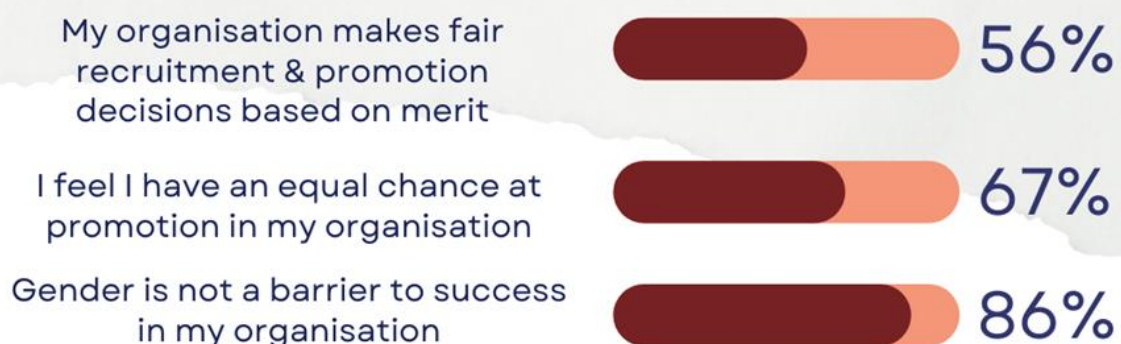 My organisation makes fair
recruitment & promotion
decisions based on merit
56%
I feel I have an equal chance at
promotion in my organisation
67%
Gender is not a barrier to success
in my organisation
86%